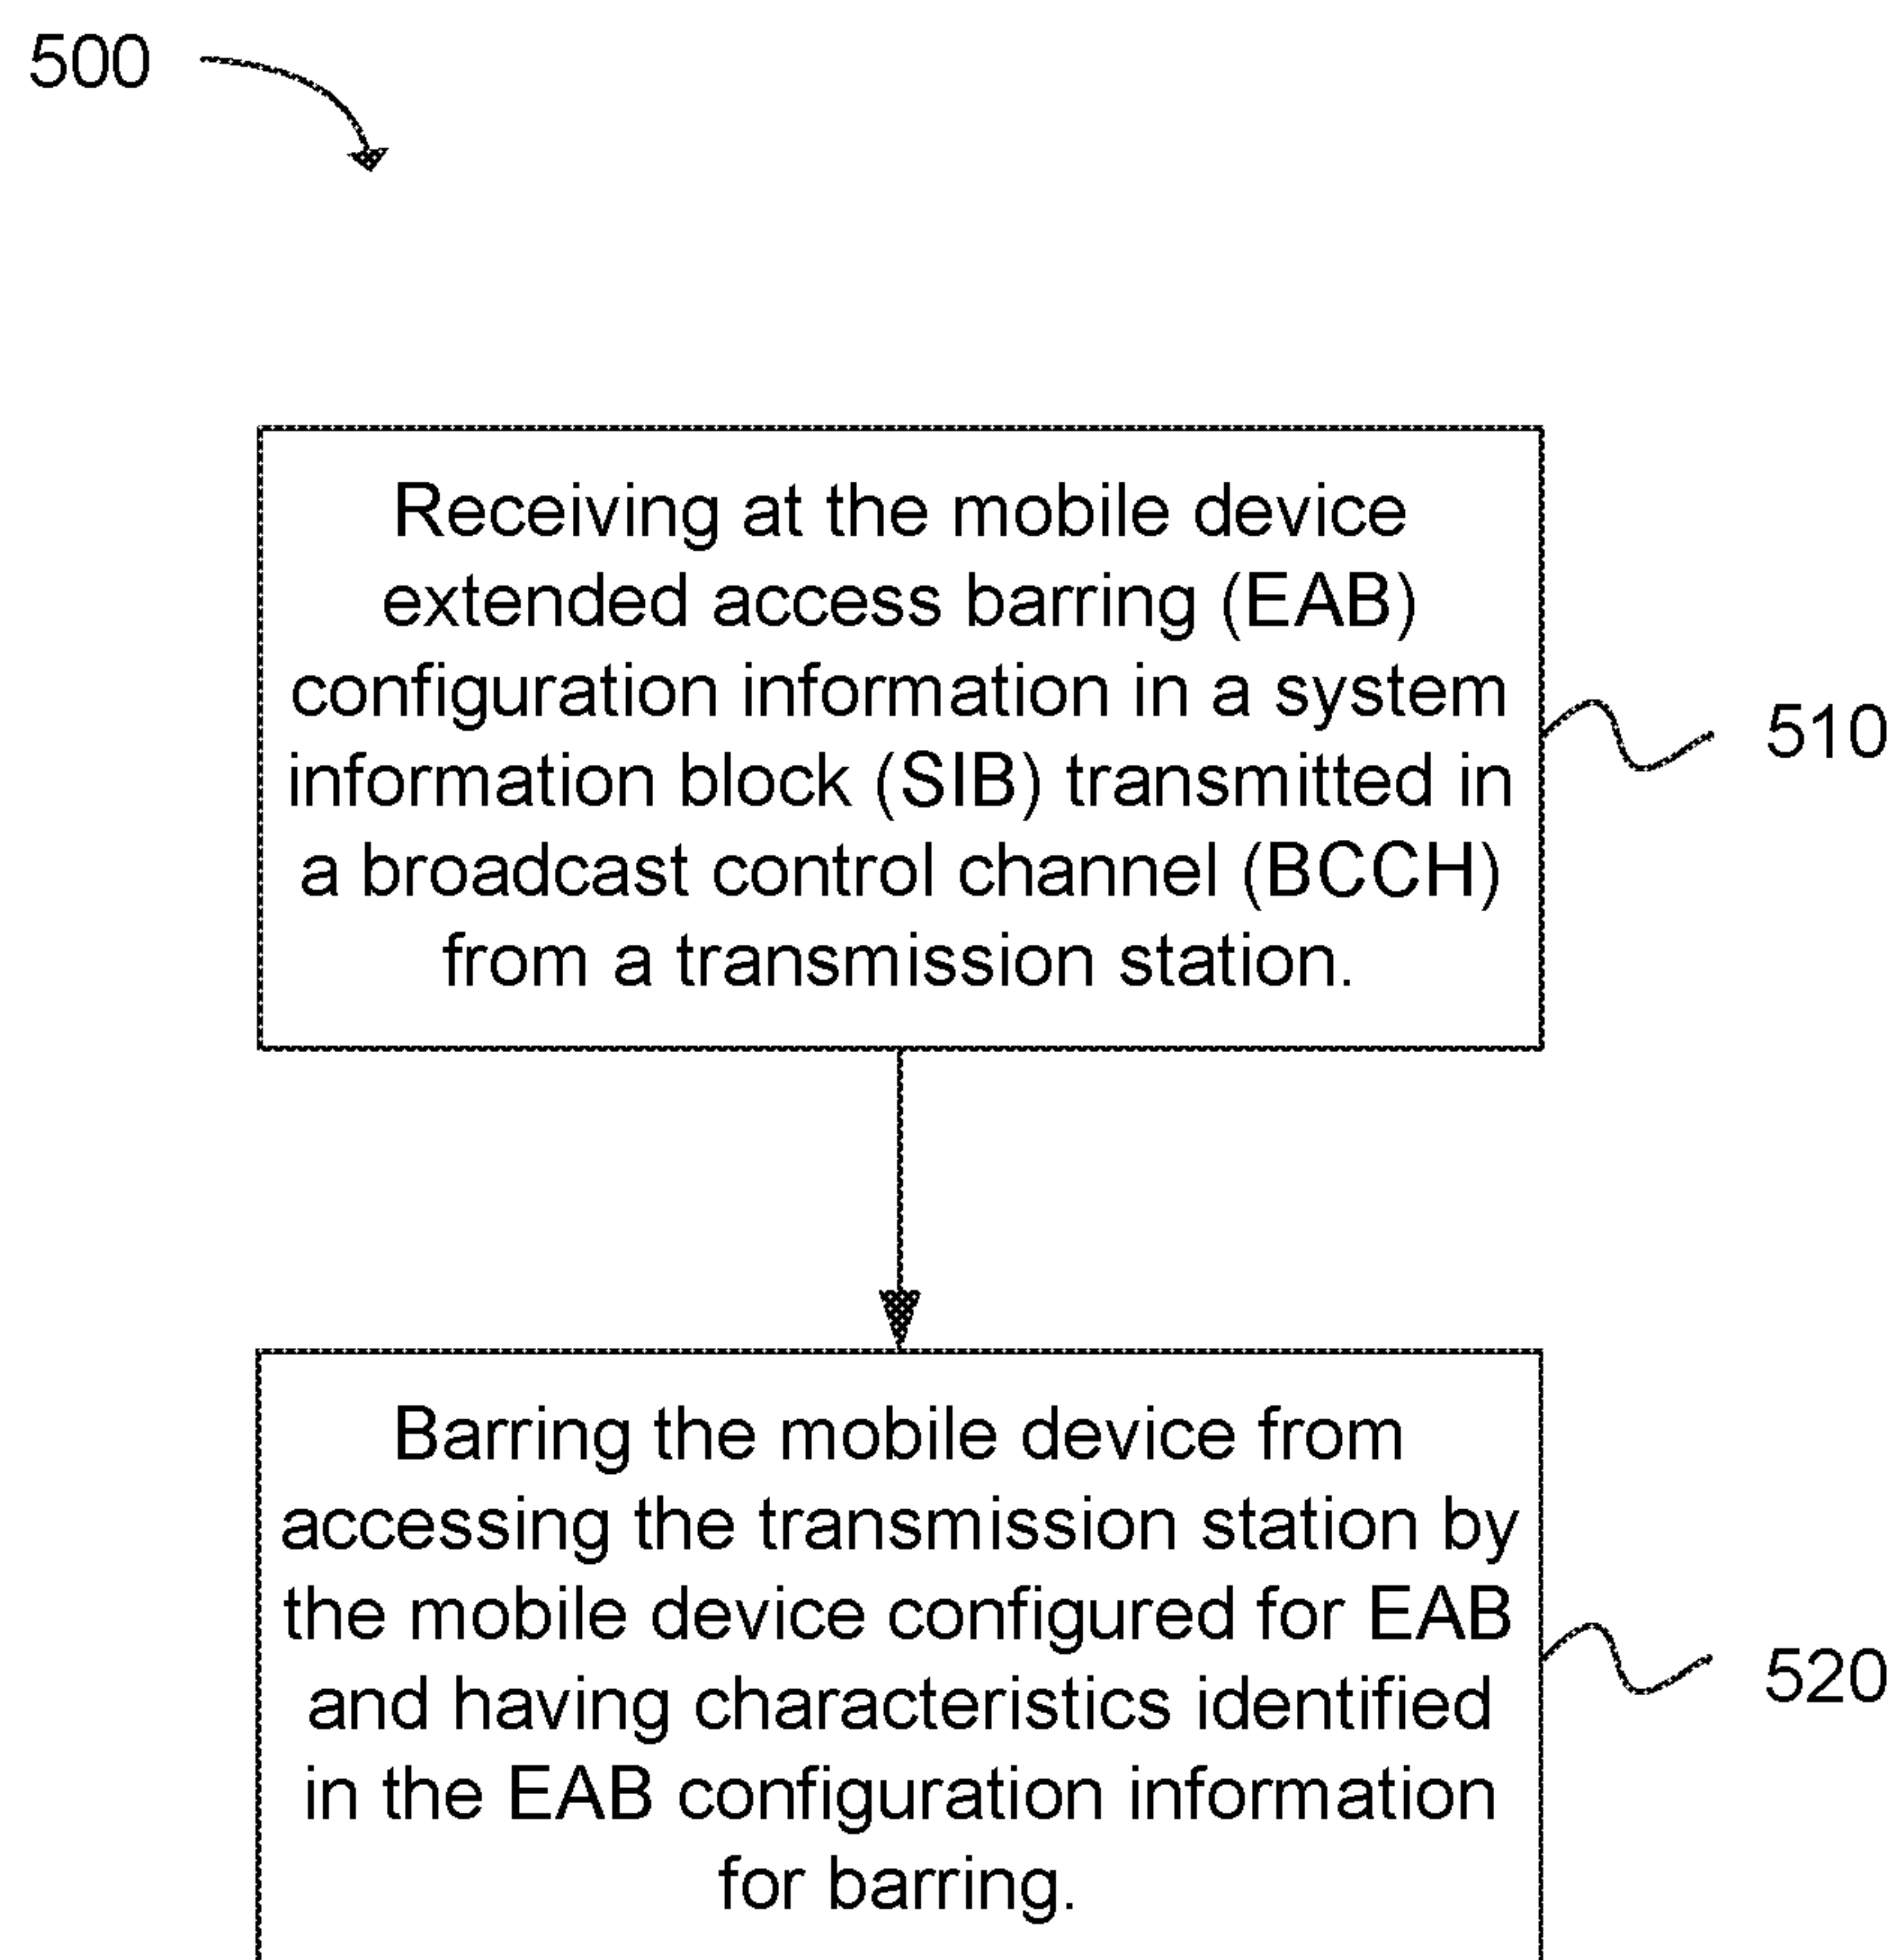 500
Receiving at the mobile device
extended access barring (EAB)
configuration information in a system
information block (SIB) transmitted in
a broadcast control channel (BCCH)
from a transmission station.
510
Barring the mobile device from
accessing the transmission station by
the mobile device configured for EAB
and having characteristics identified
in the EAB configuration information
for barring.
520